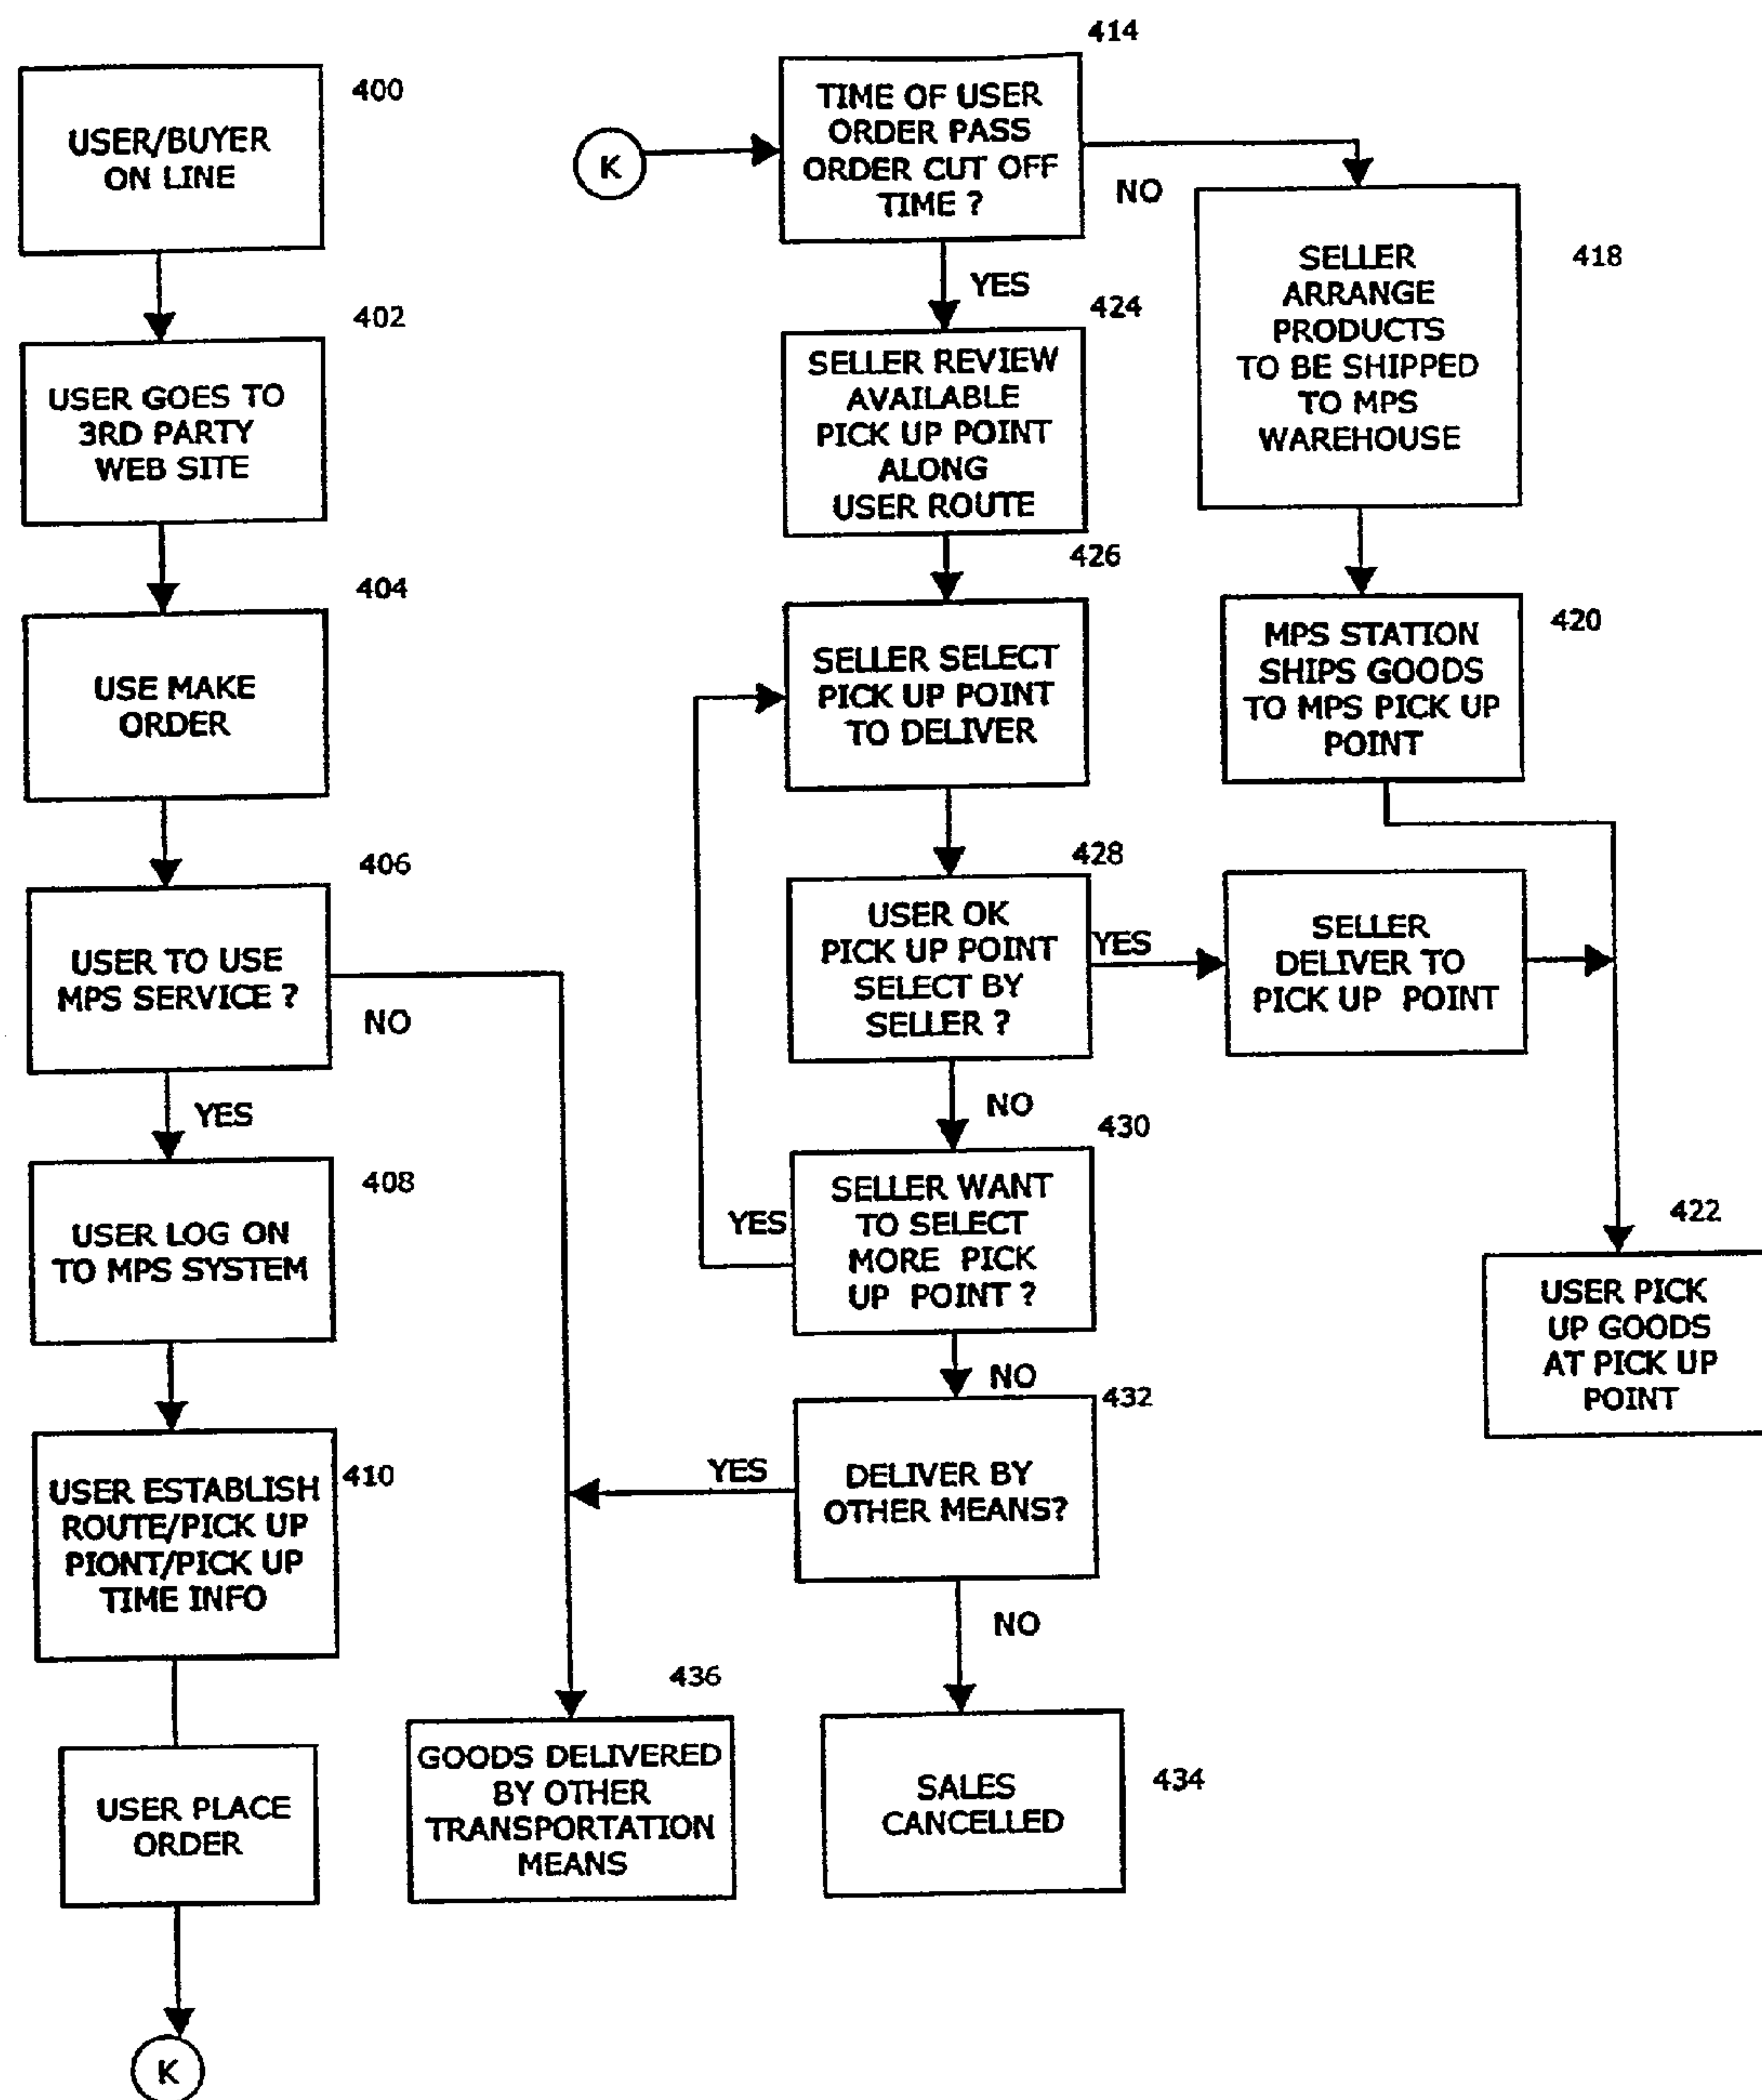 400
USER/BUYER
ON LINE
402
USER GOES TO
3RD PARTY
WEB SITE
404
USE MAKE
ORDER
406
USER TO USE
MPS SERVICE ?
NO
YES
408
USER LOG ON
TO MPS SYSTEM
410
USER ESTABLISH
ROUTE/PICK UP
PIONT/PICK UP
TIME INFO
USER PLACE
ORDER
K
K
414
TIME OF USER
ORDER PASS
ORDER CUT OFF
TIME ?
NO
YES
424
SELLER REVIEW
AVAILABLE
PICK UP POINT
ALONG
USER ROUTE
426
SELLER SELECT
PICK UP POINT
TO DELIVER
428
USER OK
PICK UP POINT
SELECT BY
SELLER ?
YES
NO
430
SELLER WANT
TO SELECT
MORE PICK
UP POINT ?
YES
NO
432
DELIVER BY
OTHER MEANS?
YES
NO
436
GOODS DELIVERED
BY OTHER
TRANSPORTATION
MEANS
434
SALES
CANCELLED
418
SELLER
ARRANGE
PRODUCTS
TO BE SHIPPED
TO MPS
WAREHOUSE
420
MPS STATION
SHIPS GOODS
TO MPS PICK UP
POINT
SELLER
DELIVER TO
PICK UP POINT
422
USER PICK
UP GOODS
AT PICK UP
POINT